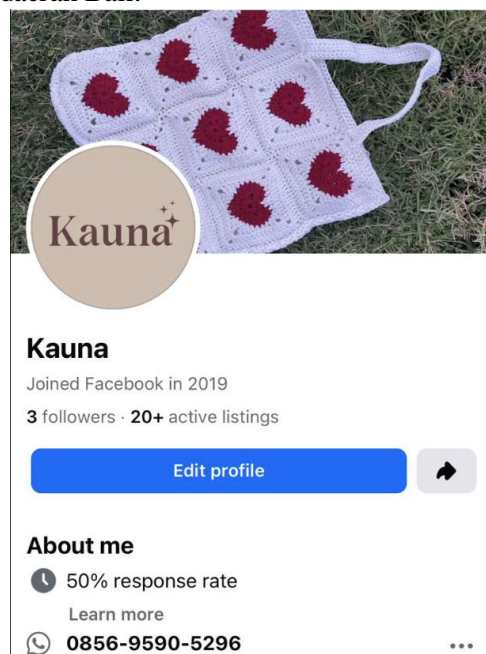 Kauna
Kauna
Joined Facebook in 2019
3 followers · 20+ active listings
Edit profile
About me
50% response rate
Learn more
0856-9590-5296